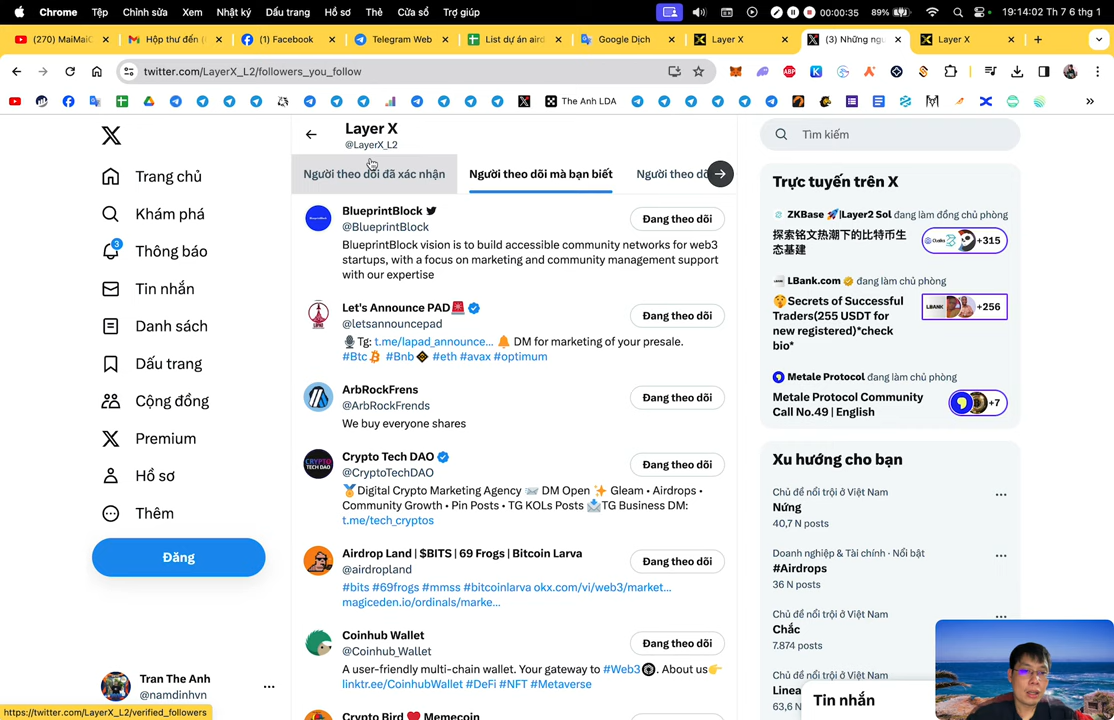 Chrome Tệp Chỉnh sửa Xem Nhật ký Dấu trang Hồ sơ Thẻ Cửa sổ Trợ giúp 00:00:35 89% 19:14:02 Th 7 6 thg 1
(270) MaiMaiC
Hộp thư đến (
(1) Facebook
Telegram Web
List dự án aird
Google Dịch
Layer X
(3) Những ngư
Layer X
twitter.com/LayerX_L2/followers_you_follow
The Anh LDA
Trang chủ
Khám phá
3
Thông báo
Tin nhắn
Danh sách
Dấu trang
Cộng đồng
Premium
Hồ sơ
Thêm
Đăng
Tran The Anh
@namdinhvn
https://twitter.com/LayerX_L2/verified_followers
Layer X
@LayerX_L2
Người theo dõi đã xác nhận
Người theo dõi mà bạn biết
Người theo dõ
BlueprintBlock
@BlueprintBlock
Đang theo dõi
BlueprintBlock vision is to build accessible community networks for web3
startups, with a focus on marketing and community management support
with our expertise
Let's Announce PAD🚨
@letsannouncepad
Đang theo dõi
🎙Tg: t.me/lapad_announce... 🔔 DM for marketing of your presale.
#Btc #Bnb #eth #avax #optimum
ArbRockFrens
@ArbRockFrends
Đang theo dõi
We buy everyone shares
Crypto Tech DAO
@CryptoTechDAO
Đang theo dõi
🏅Digital Crypto Marketing Agency 📨 DM Open ✨ Gleam • Airdrops •
Community Growth • Pin Posts • TG KOLs Posts 📩TG Business DM:
t.me/tech_cryptos
Airdrop Land | $BITS | 69 Frogs | Bitcoin Larva
@airdropland
Đang theo dõi
#bits #69frogs #mmss #bitcoinlarva okx.com/vi/web3/market...
magiceden.io/ordinals/marke...
Coinhub Wallet
@Coinhub_Wallet
Đang theo dõi
A user-friendly multi-chain wallet. Your gateway to #Web3. About us👉
linktr.ee/CoinhubWallet #DeFi #NFT #Metaverse
Crypto Bird ❤️ Memecoin
Tìm kiếm
Trực tuyến trên X
ZKBase 🚀|Layer2 Sol đang làm đồng chủ phòng
探索铭文热潮下的比特币生
态基建
+315
LBank.com đang làm chủ phòng
🤫Secrets of Successful
Traders(255 USDT for
new registered)*check
bio*
LBANK
+256
Metale Protocol đang làm chủ phòng
Metale Protocol Community
Call No.49 | English
+7
Xu hướng cho bạn
Chủ đề nổi trội ở Việt Nam
Nứng
40,7 N posts
Doanh nghiệp & Tài chính · Nổi bật
#Airdrops
36 N posts
Chủ đề nổi trội ở Việt Nam
Chắc
7.874 posts
Chủ đề nổi trội ở Việt Nam
Linea
63,6 N
Tin nhắn